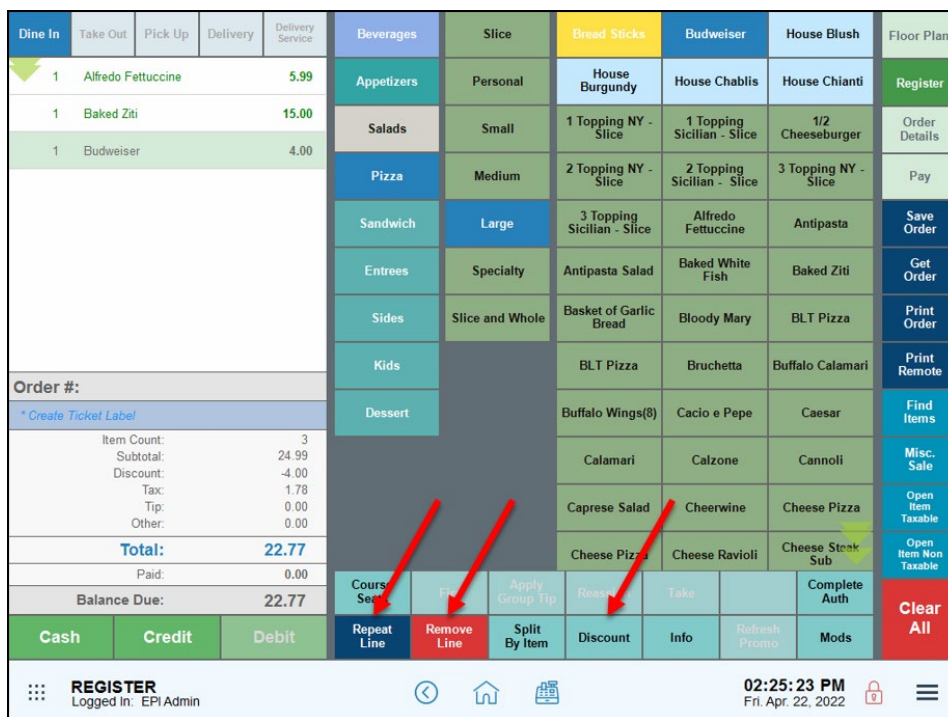 Dine In
Take Out
Pick Up
Delivery
Delivery
Service
1 Alfredo Fettuccine 5.99
1 Baked Ziti 15.00
1 Budweiser 4.00
Order #:
* Create Ticket Label
Item Count: 3
Subtotal: 24.99
Discount: -4.00
Tax: 1.78
Tip: 0.00
Other: 0.00
Total: 22.77
Paid: 0.00
Balance Due: 22.77
Cash
Credit
Debit
Beverages
Appetizers
Salads
Pizza
Sandwich
Entrees
Sides
Kids
Dessert
Slice
Personal
Small
Medium
Large
Specialty
Slice and Whole
Bread Sticks
Budweiser
House Blush
House
Burgundy
House Chablis
House Chianti
1 Topping NY -
Slice
1 Topping
Sicilian - Slice
1/2
Cheeseburger
2 Topping NY -
Slice
2 Topping
Sicilian - Slice
3 Topping NY -
Slice
3 Topping
Sicilian - Slice
Alfredo
Fettuccine
Antipasta
Antipasta Salad
Baked White
Fish
Baked Ziti
Basket of Garlic
Bread
Bloody Mary
BLT Pizza
BLT Pizza
Bruchetta
Buffalo Calamari
Buffalo Wings(8)
Cacio e Pepe
Caesar
Calamari
Calzone
Cannoli
Caprese Salad
Cheerwine
Cheese Pizza
Cheese Pizza
Cheese Ravioli
Cheese Steak
Sub
Floor Plan
Register
Order
Details
Pay
Save
Order
Get
Order
Print
Order
Print
Remote
Find
Items
Misc.
Sale
Open
Item
Taxable
Open
Item Non
Taxable
Clear
All
Course
Apply
Group Tip
Take
Complete
Auth
Repeat
Line
Remove
Line
Split
By Item
Discount
Info
Refresh
Promo
Mods
REGISTER
Logged In: EPI Admin
02:25:23 PM
Fri. Apr. 22, 2022